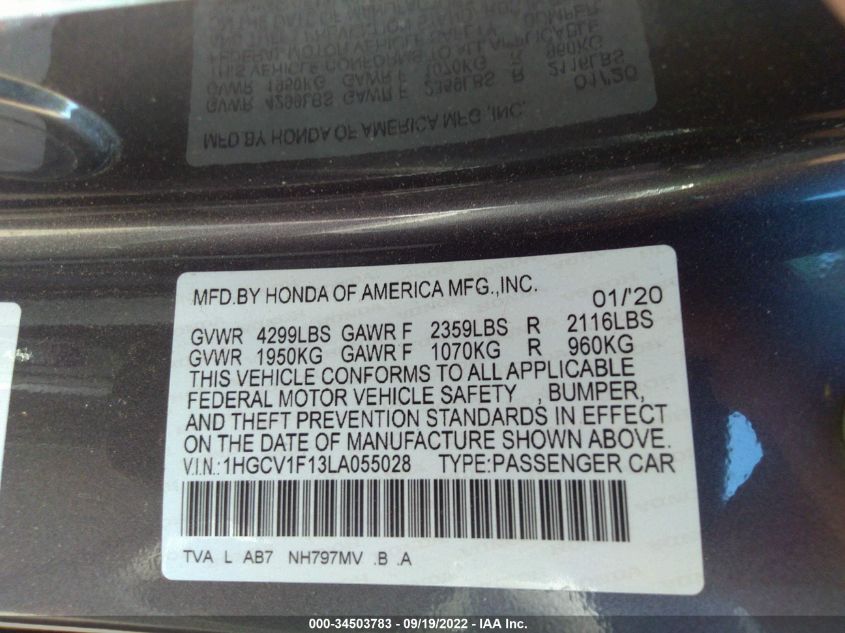 MFD.BY HONDA OF AMERICA MFG.,INC.
01/'20
GVWR 4299LBS GAWR F 2359LBS R 2116LBS
GVWR 1950KG GAWR F 1070KG R 960KG
THIS VEHICLE CONFORMS TO ALL APPLICABLE
FEDERAL MOTOR VEHICLE SAFETY , BUMPER,
AND THEFT PREVENTION STANDARDS IN EFFECT
ON THE DATE OF MANUFACTURE SHOWN ABOVE.
V.I.N.:1HGCV1F13LA055028 TYPE:PASSENGER CAR
TVA L AB7 NH797MV .B .A
000 - 34503783 - 09/19/2022 - IAA Inc.